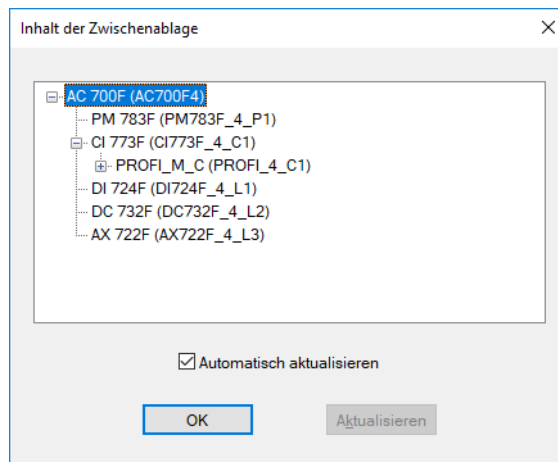 Inhalt der Zwischenablage
AC 700F (AC700F4)
PM 783F (PM783F_4_P1)
CI 773F (CI773F_4_C1)
PROFI_M_C (PROFI_4_C1)
DI 724F (DI724F_4_L1)
DC 732F (DC732F_4_L2)
AX 722F (AX722F_4_L3)
Automatisch aktualisieren
OK
Aktualisieren